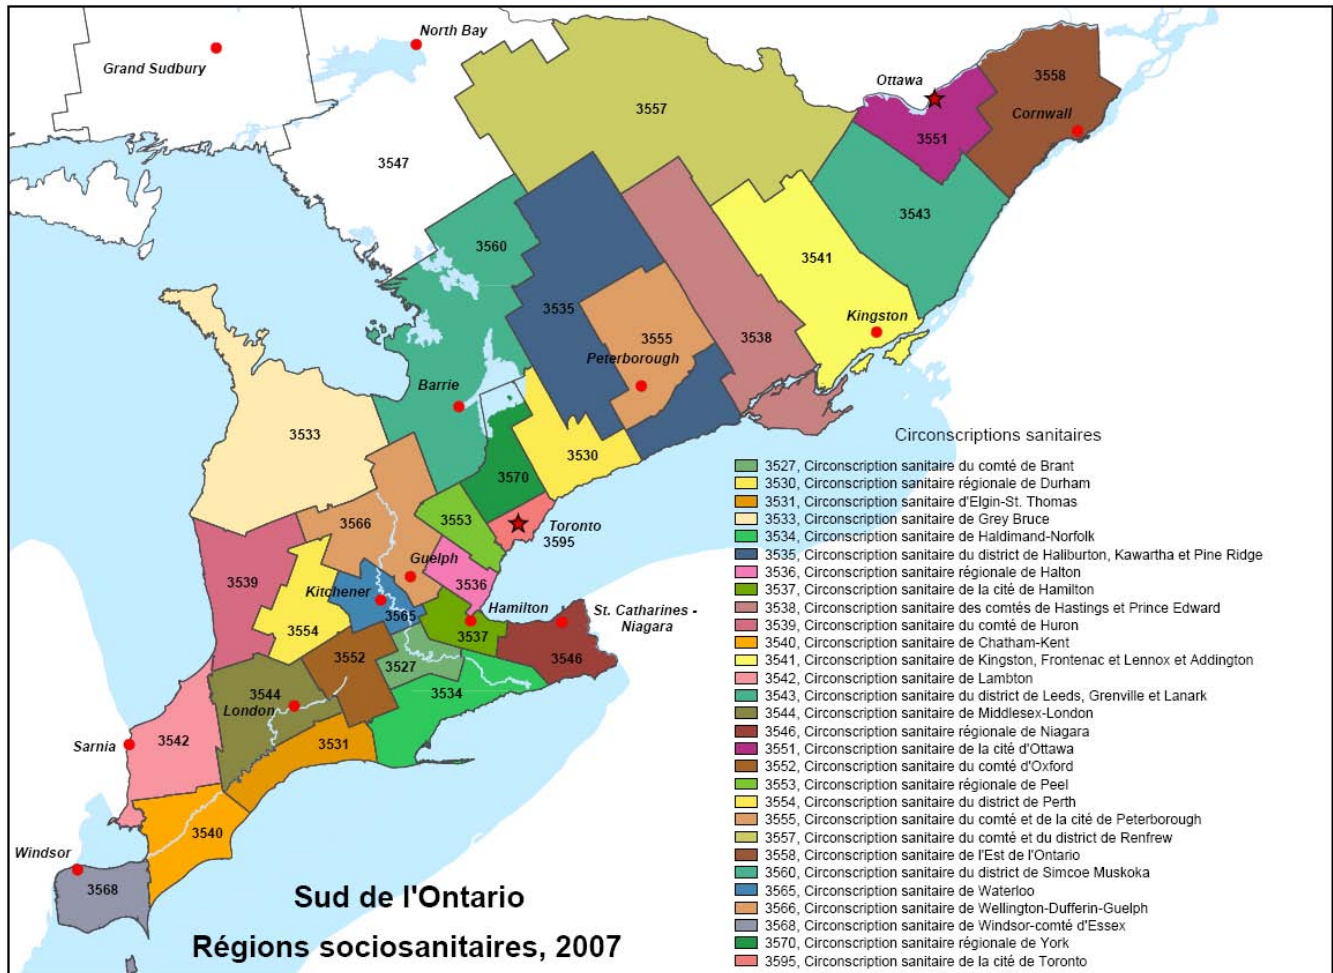 North Bay
Grand Sudbury
Ottawa
3558
Cornwall
3557
3551
3547
3543
3560
3541
3535
Kingston
3555
3538
Peterborough
Barrie
3533
3530
3570
3566
3553
Toronto
3595
Guelph
3539
Kitchener
3536
3565
Hamilton
St. Catharines -
Niagara
3554
3537
3552
3527
3546
3534
3544
London
Sarnia
3542
3531
3540
Windsor
3568
Sud de l'Ontario
Régions sociosanitaires, 2007
Circonscriptions sanitaires
3527, Circonscription sanitaire du comté de Brant
3530, Circonscription sanitaire régionale de Durham
3531, Circonscription sanitaire d'Elgin-St. Thomas
3533, Circonscription sanitaire de Grey Bruce
3534, Circonscription sanitaire de Haldimand-Norfolk
3535, Circonscription sanitaire du district de Haliburton, Kawartha et Pine Ridge
3536, Circonscription sanitaire régionale de Halton
3537, Circonscription sanitaire de la cité de Hamilton
3538, Circonscription sanitaire des comtés de Hastings et Prince Edward
3539, Circonscription sanitaire du comté de Huron
3540, Circonscription sanitaire de Chatham-Kent
3541, Circonscription sanitaire de Kingston, Frontenac et Lennox et Addington
3542, Circonscription sanitaire de Lambton
3543, Circonscription sanitaire du district de Leeds, Grenville et Lanark
3544, Circonscription sanitaire de Middlesex-London
3546, Circonscription sanitaire régionale de Niagara
3551, Circonscription sanitaire de la cité d'Ottawa
3552, Circonscription sanitaire du comté d'Oxford
3553, Circonscription sanitaire régionale de Peel
3554, Circonscription sanitaire du district de Perth
3555, Circonscription sanitaire du comté et de la cité de Peterborough
3557, Circonscription sanitaire du comté et du district de Renfrew
3558, Circonscription sanitaire de l'Est de l'Ontario
3560, Circonscription sanitaire du district de Simcoe Muskoka
3565, Circonscription sanitaire de Waterloo
3566, Circonscription sanitaire de Wellington-Dufferin-Guelph
3568, Circonscription sanitaire de Windsor-comté d'Essex
3570, Circonscription sanitaire régionale de York
3595, Circonscription sanitaire de la cité de Toronto